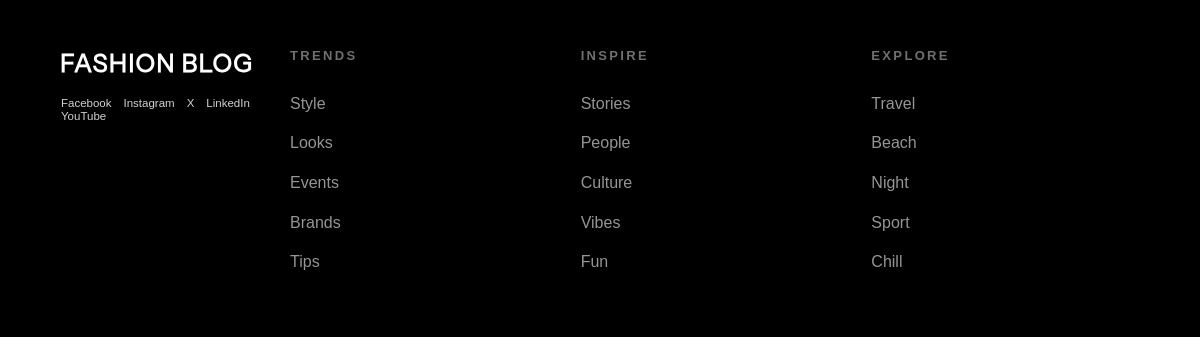 FASHION BLOG
Facebook Instagram X LinkedIn
YouTube
TRENDS
Style
Looks
Events
Brands
Tips
INSPIRE
Stories
People
Culture
Vibes
Fun
EXPLORE
Travel
Beach
Night
Sport
Chill